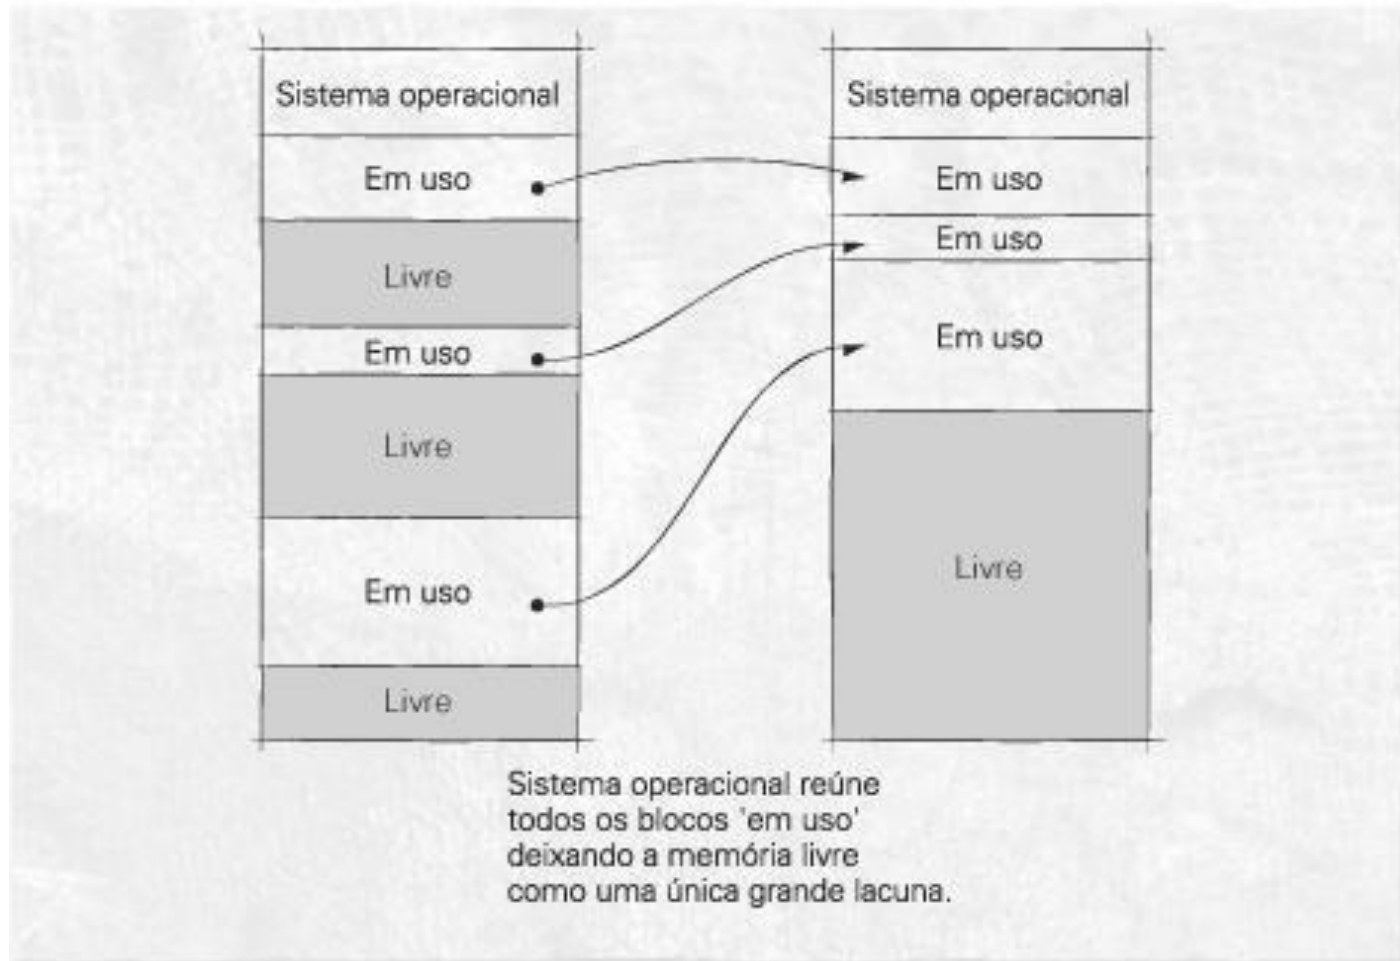 Sistema operacional
Em uso
Livre
Em uso
Livre
Em uso
Livre
Sistema operacional
Em uso
Em uso
Em uso
Livre
Sistema operacional reúne
todos os blocos 'em uso'
deixando a memória livre
como uma única grande lacuna.